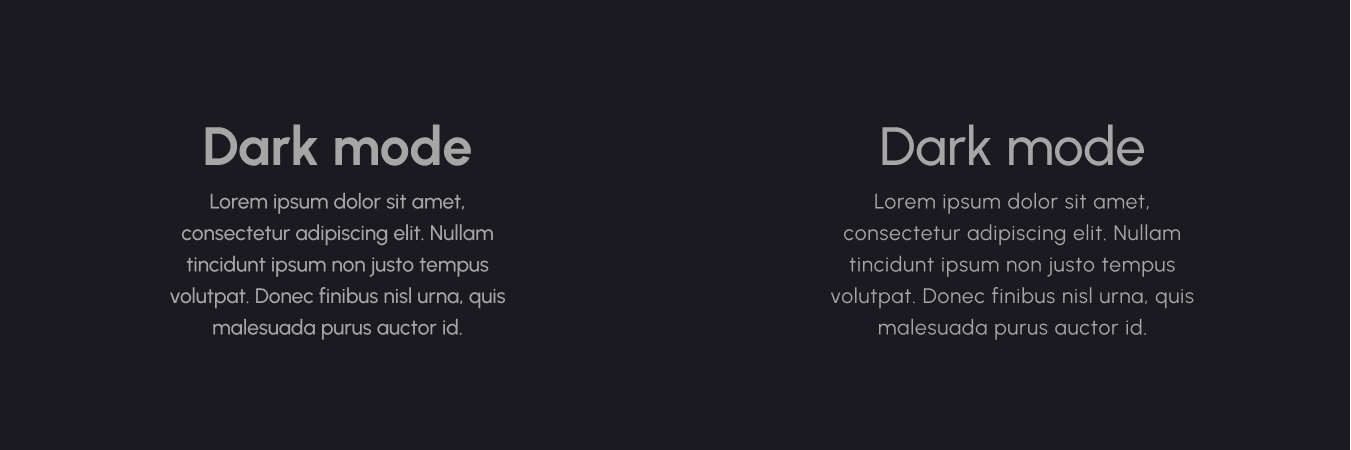 Dark mode
Lorem ipsum dolor sit amet,
consectetur adipiscing elit. Nullam
tincidunt ipsum non justo tempus
volutpat. Donec finibus nisl urna, quis
malesuada purus auctor id.
Dark mode
Lorem ipsum dolor sit amet,
consectetur adipiscing elit. Nullam
tincidunt ipsum non justo tempus
volutpat. Donec finibus nisl urna, quis
malesuada purus auctor id.